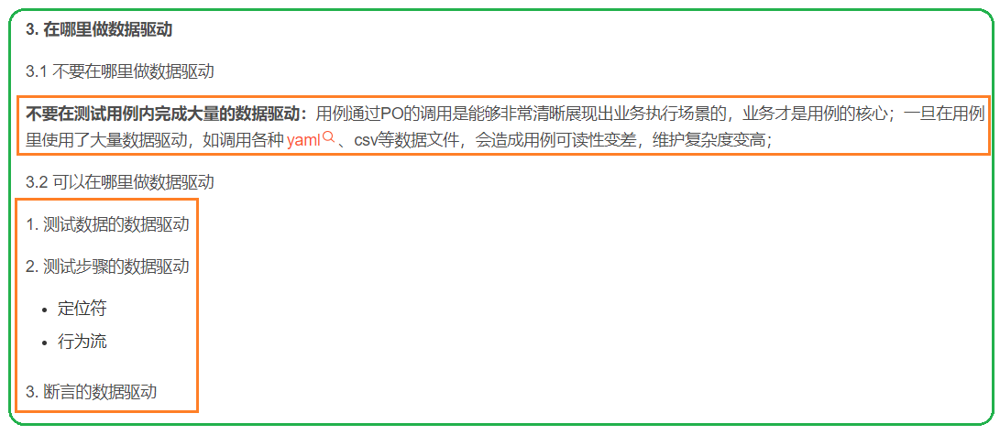 3. 在哪里做数据驱动
3.1 不要在哪里做数据驱动
不要在测试用例内完成大量的数据驱动：用例通过PO的调用是能够非常清晰展现出业务执行场景的，业务才是用例的核心；一旦在用例
里使用了大量数据驱动，如调用各种 yaml 、csv等数据文件，会造成用例可读性变差，维护复杂度变高；
3.2 可以在哪里做数据驱动
1. 测试数据的数据驱动
2. 测试步骤的数据驱动
• 定位符
• 行为流
3. 断言的数据驱动